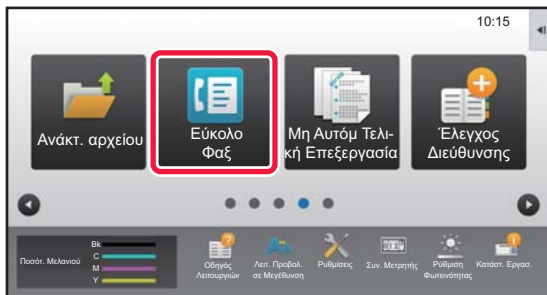 10:15
Ανάκτ. αρχείου
Εύκολο
Φαξ
Μη Αυτόμ Τελι-
κή Επεξεργασία
Έλεγχος
Διεύθυνσης
Ποσότ. Μελανιού
Bk
C
M
Y
Οδηγός
Λειτουργιών
Λειτ. Προβολ.
σε Μεγέθυνση
Ρυθμίσεις
Συν. Μετρητής
Ρύθμιση
Φωτεινότητας
Κατάστ. Εργασ.